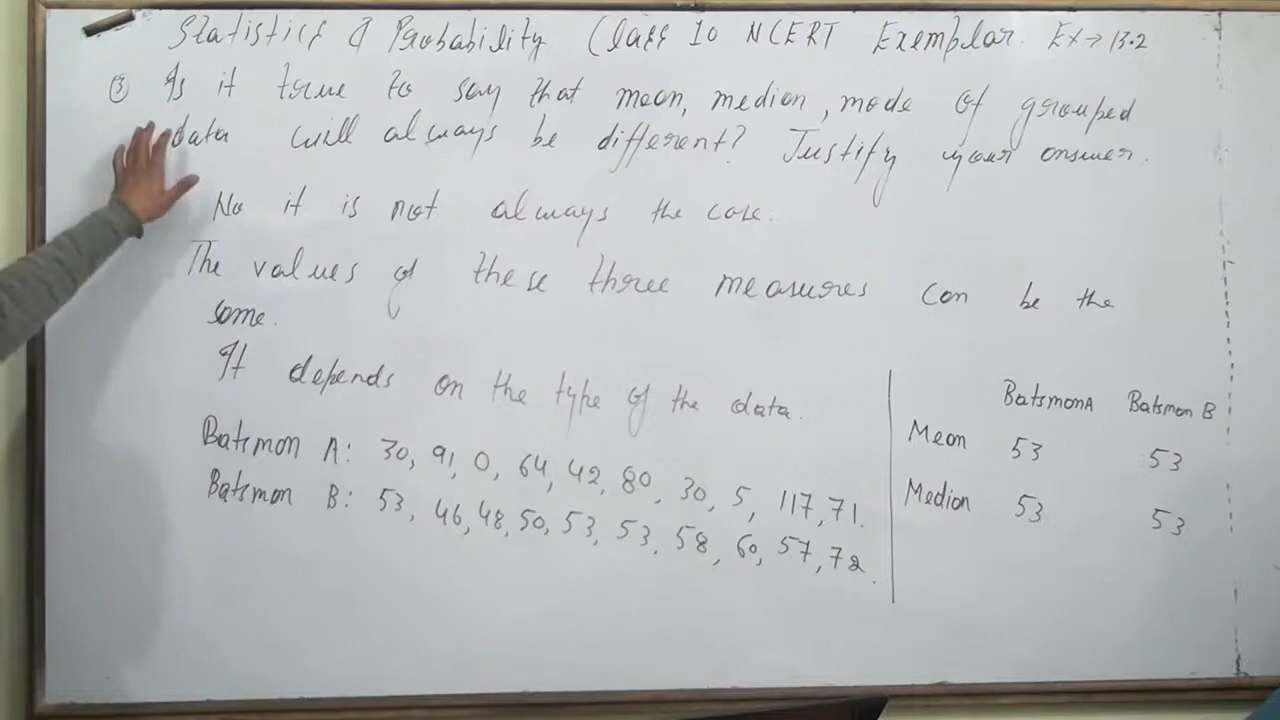 Statistics & Probability Class 10 NCERT Exemplar Ex→13.2
③ Is it true to say that mean, median, mode of grouped
data will always be different? Justify your answer.
No it is not always the case.
The values of these three measures can be the
same.
It depends on the type of the data.
Batsman A: 30, 91, 0, 64, 42, 80, 30, 5, 117, 71.
Batsman B: 53, 46, 48, 50, 53, 53, 58, 60, 57, 72.
Batsman A Batsman B
Mean 53 53
Median 53 53